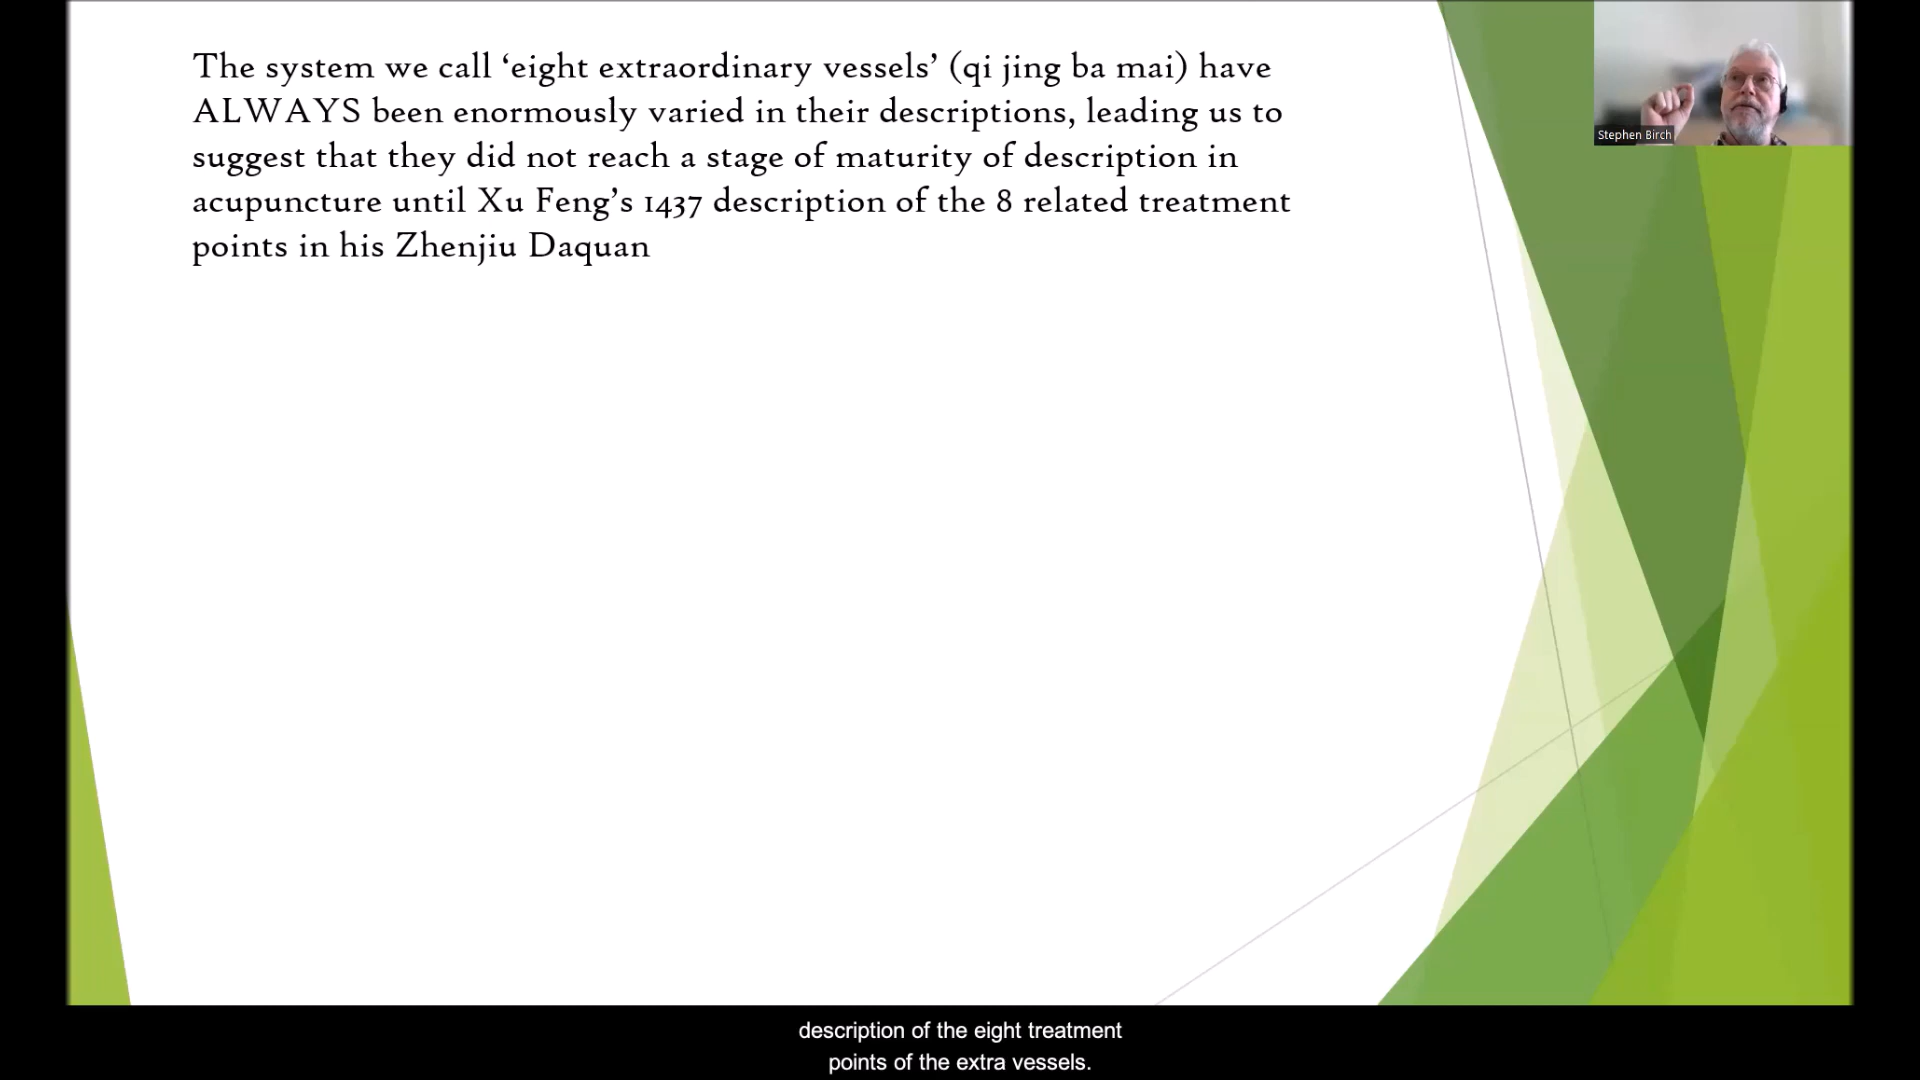 The system we call ‘eight extraordinary vessels’ (qi jing ba mai) have
ALWAYS been enormously varied in their descriptions, leading us to
suggest that they did not reach a stage of maturity of description in
acupuncture until Xu Feng’s 1437 description of the 8 related treatment
points in his Zhenjiu Daquan
Stephen Birch
description of the eight treatment
points of the extra vessels.